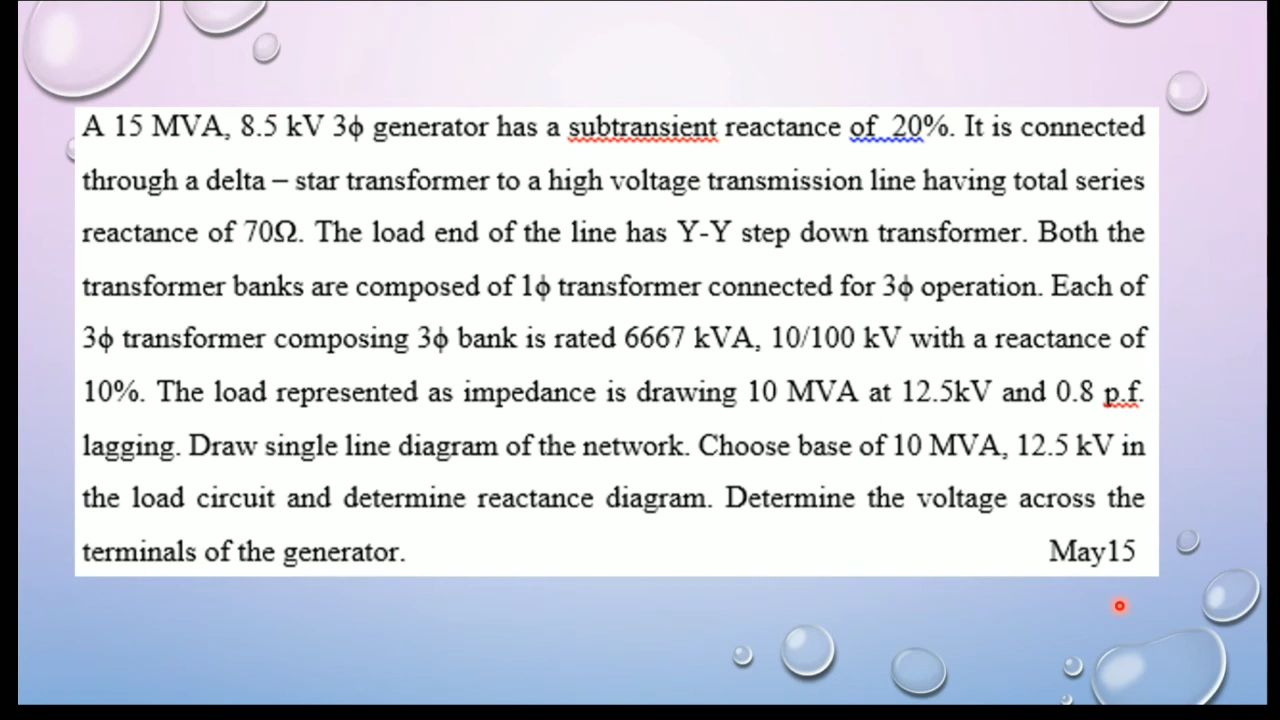 A 15 MVA, 8.5 kV 3ϕ generator has a subtransient reactance of 20%. It is connected
through a delta – star transformer to a high voltage transmission line having total series
reactance of 70Ω. The load end of the line has Y-Y step down transformer. Both the
transformer banks are composed of 1ϕ transformer connected for 3ϕ operation. Each of
3ϕ transformer composing 3ϕ bank is rated 6667 kVA, 10/100 kV with a reactance of
10%. The load represented as impedance is drawing 10 MVA at 12.5kV and 0.8 p.f.
lagging. Draw single line diagram of the network. Choose base of 10 MVA, 12.5 kV in
the load circuit and determine reactance diagram. Determine the voltage across the
terminals of the generator. May15